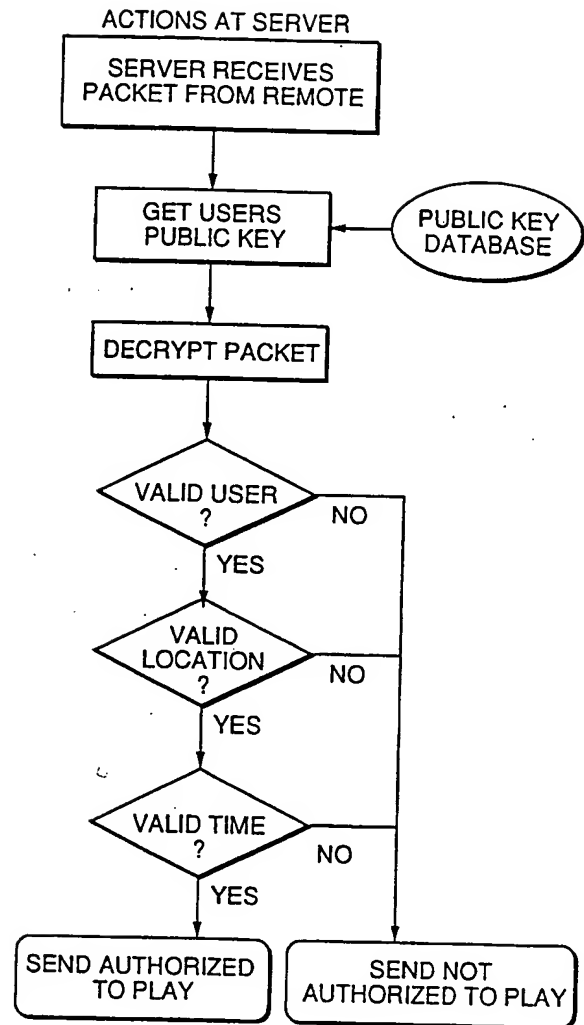 ACTIONS AT SERVER
SERVER RECEIVES
PACKET FROM REMOTE
GET USERS
PUBLIC KEY
PUBLIC KEY
DATABASE
DECRYPT PACKET
VALID USER
?
NO
YES
VALID
LOCATION
?
NO
YES
VALID TIME
?
NO
YES
SEND AUTHORIZED
TO PLAY
SEND NOT
AUTHORIZED TO PLAY